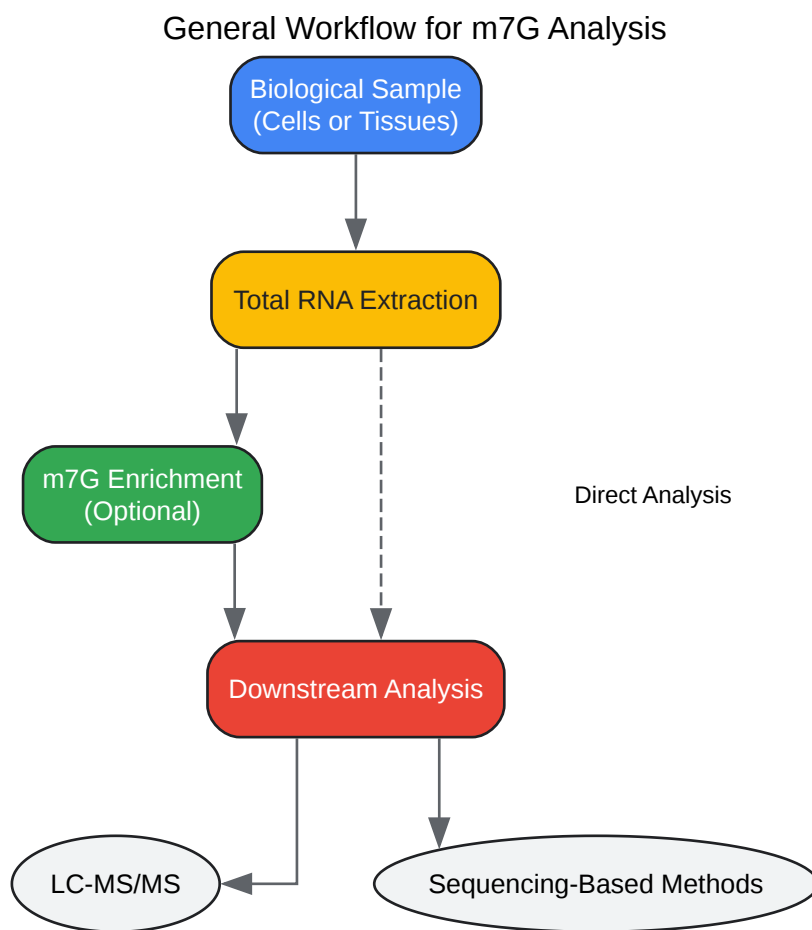 General Workflow for m7G Analysis
Biological Sample
(Cells or Tissues)
Total RNA Extraction
m7G Enrichment
(Optional)
Direct Analysis
Downstream Analysis
LC-MS/MS
Sequencing-Based Methods